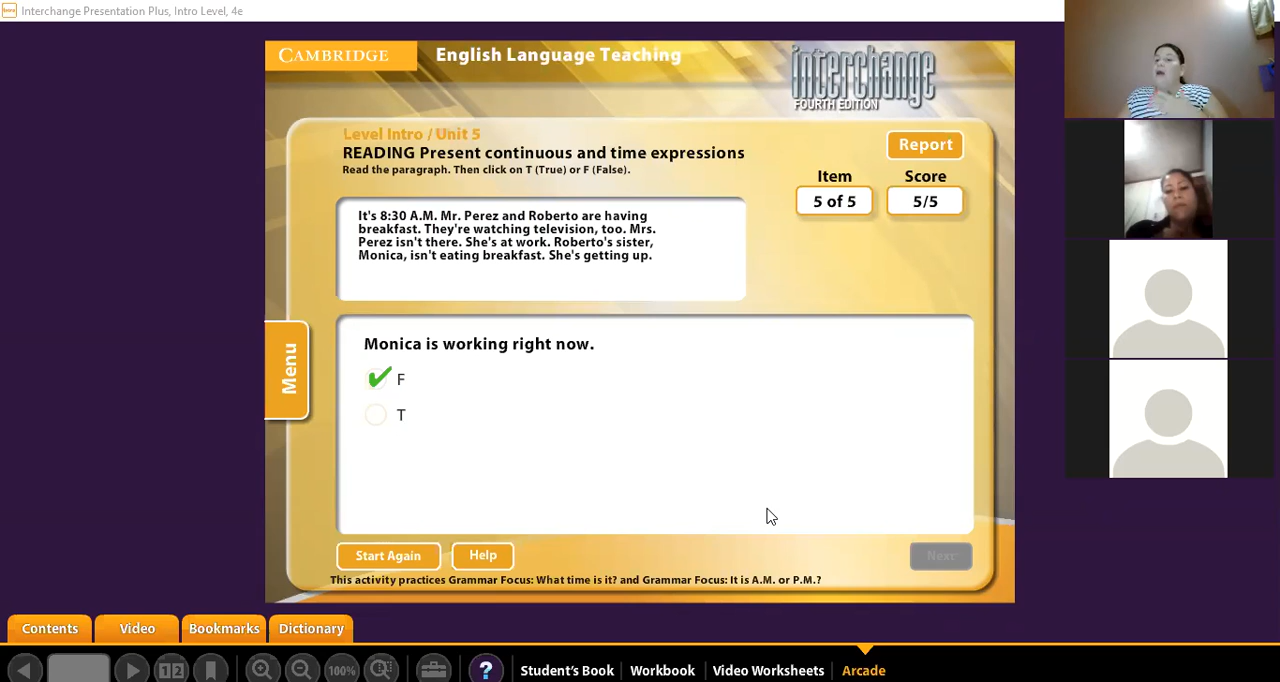 Interchange Presentation Plus, Intro Level, 4e
CAMBRIDGE
English Language Teaching
interchange
FOURTH EDITION
Level Intro / Unit 5
READING Present continuous and time expressions
Read the paragraph. Then click on T (True) or F (False).
Report
Item
Score
5 of 5
5/5
It's 8:30 A.M. Mr. Perez and Roberto are having
breakfast. They're watching television, too. Mrs.
Perez isn't there. She's at work. Roberto's sister,
Monica, isn't eating breakfast. She's getting up.
Menu
Monica is working right now.
F
T
Start Again
Help
Next
This activity practices Grammar Focus: What time is it? and Grammar Focus: It is A.M. or P.M.?
Contents
Video
Bookmarks
Dictionary
1 2
100%
?
Student's Book
Workbook
Video Worksheets
Arcade